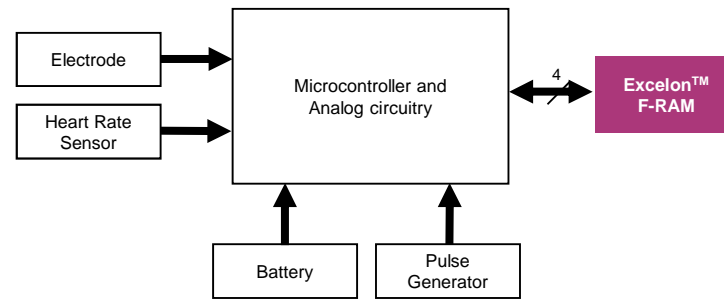 Electrode
Heart Rate
Sensor
Microcontroller and
Analog circuitry
4
Excelon™
F-RAM
Battery
Pulse
Generator